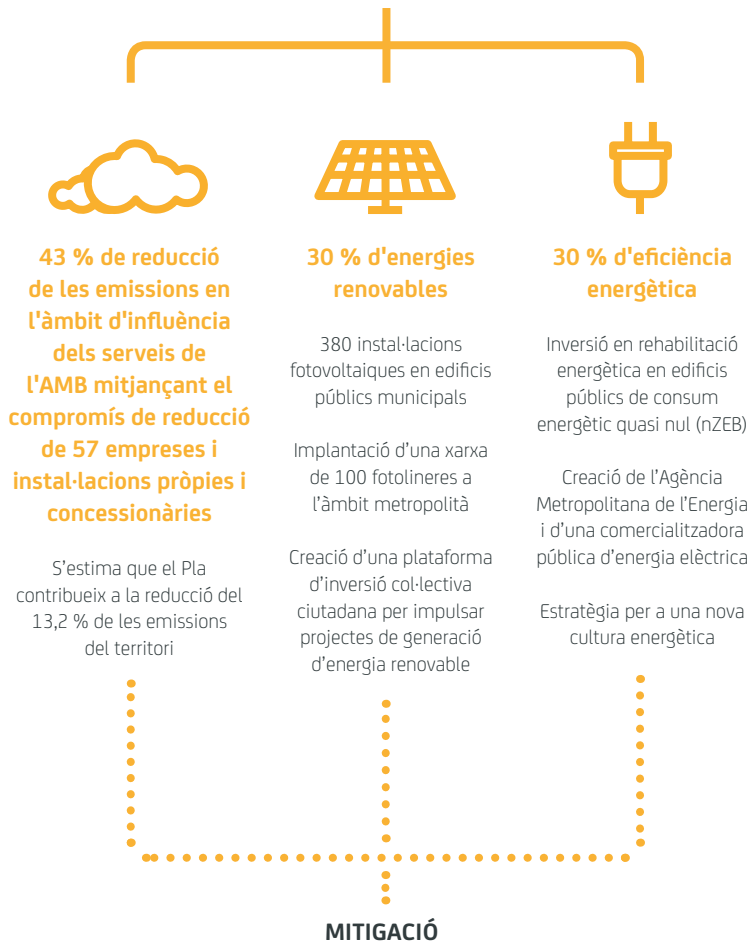 43 % de reducció
de les emissions en
l'àmbit d'influència
dels serveis de
l'AMB mitjançant el
compromís de reducció
de 57 empreses i
instal·lacions pròpies i
concessionàries
S’estima que el Pla
contribueix a la reducció del
13,2 % de les emissions
del territori
30 % d'energies
renovables
380 instal·lacions
fotovoltaiques en edificis
públics municipals
Implantació d’una xarxa
de 100 fotolineres a
l’àmbit metropolità
Creació d’una plataforma
d’inversió col·lectiva
ciutadana per impulsar
projectes de generació
d’energia renovable
30 % d'eficiència
energètica
Inversió en rehabilitació
energètica en edificis
públics de consum
energètic quasi nul (nZEB)
Creació de l’Agència
Metropolitana de l’Energia
i d’una comercialitzadora
pública d’energia elèctrica
Estratègia per a una nova
cultura energètica
MITIGACIÓ